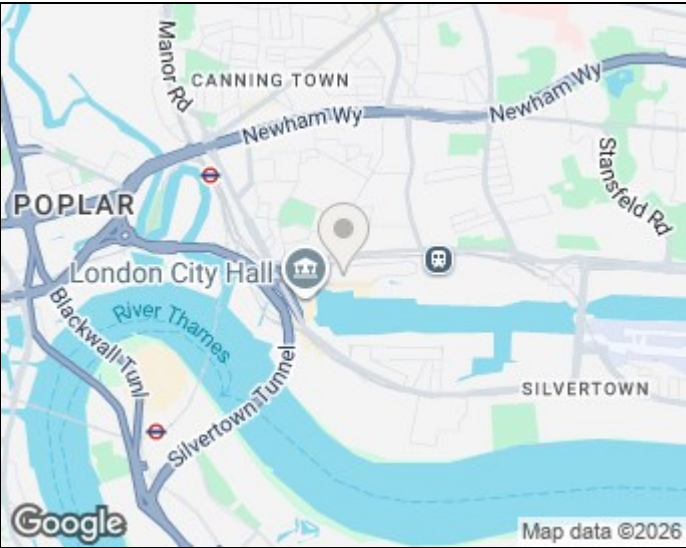 Manor Rd
CANNING TOWN
Newham Wy
Newham Wy
Stansfeld Rd
POPLAR
London City Hall
River Thames
Blackwall Tunl
Silvertown Tunnel
SILVERTOWN
Google
Map data ©2026